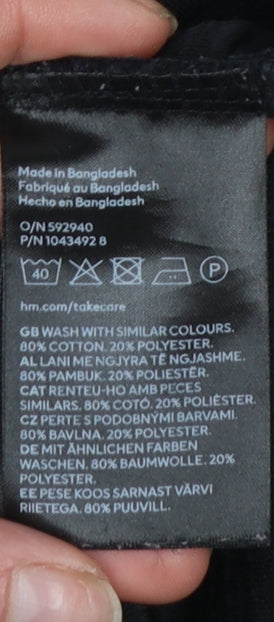 Made in Bangladesh
Fabriqué au Bangladesh
Hecho en Bangladesh
O/N 592940
P/N 1043492 8
40 P
hm.com/takecare
GB WASH WITH SIMILAR COLOURS.
80% COTTON. 20% POLYESTER.
AL LANI ME NGJYRA TË NGJASHME.
80% PAMBUK. 20% POLIESTËR.
CAT RENTEU-HO AMB PECES
SIMILARS. 80% COTÓ. 20% POLIÈSTER.
CZ PERTE S PODOBNÝMI BARVAMI.
80% BAVLNA. 20% POLYESTER.
DE MIT ÄHNLICHEN FARBEN
WASCHEN. 80% BAUMWOLLE. 20%
POLYESTER.
EE PESE KOOS SARNAST VÄRVI
RIIETEGA. 80% PUUVILL.